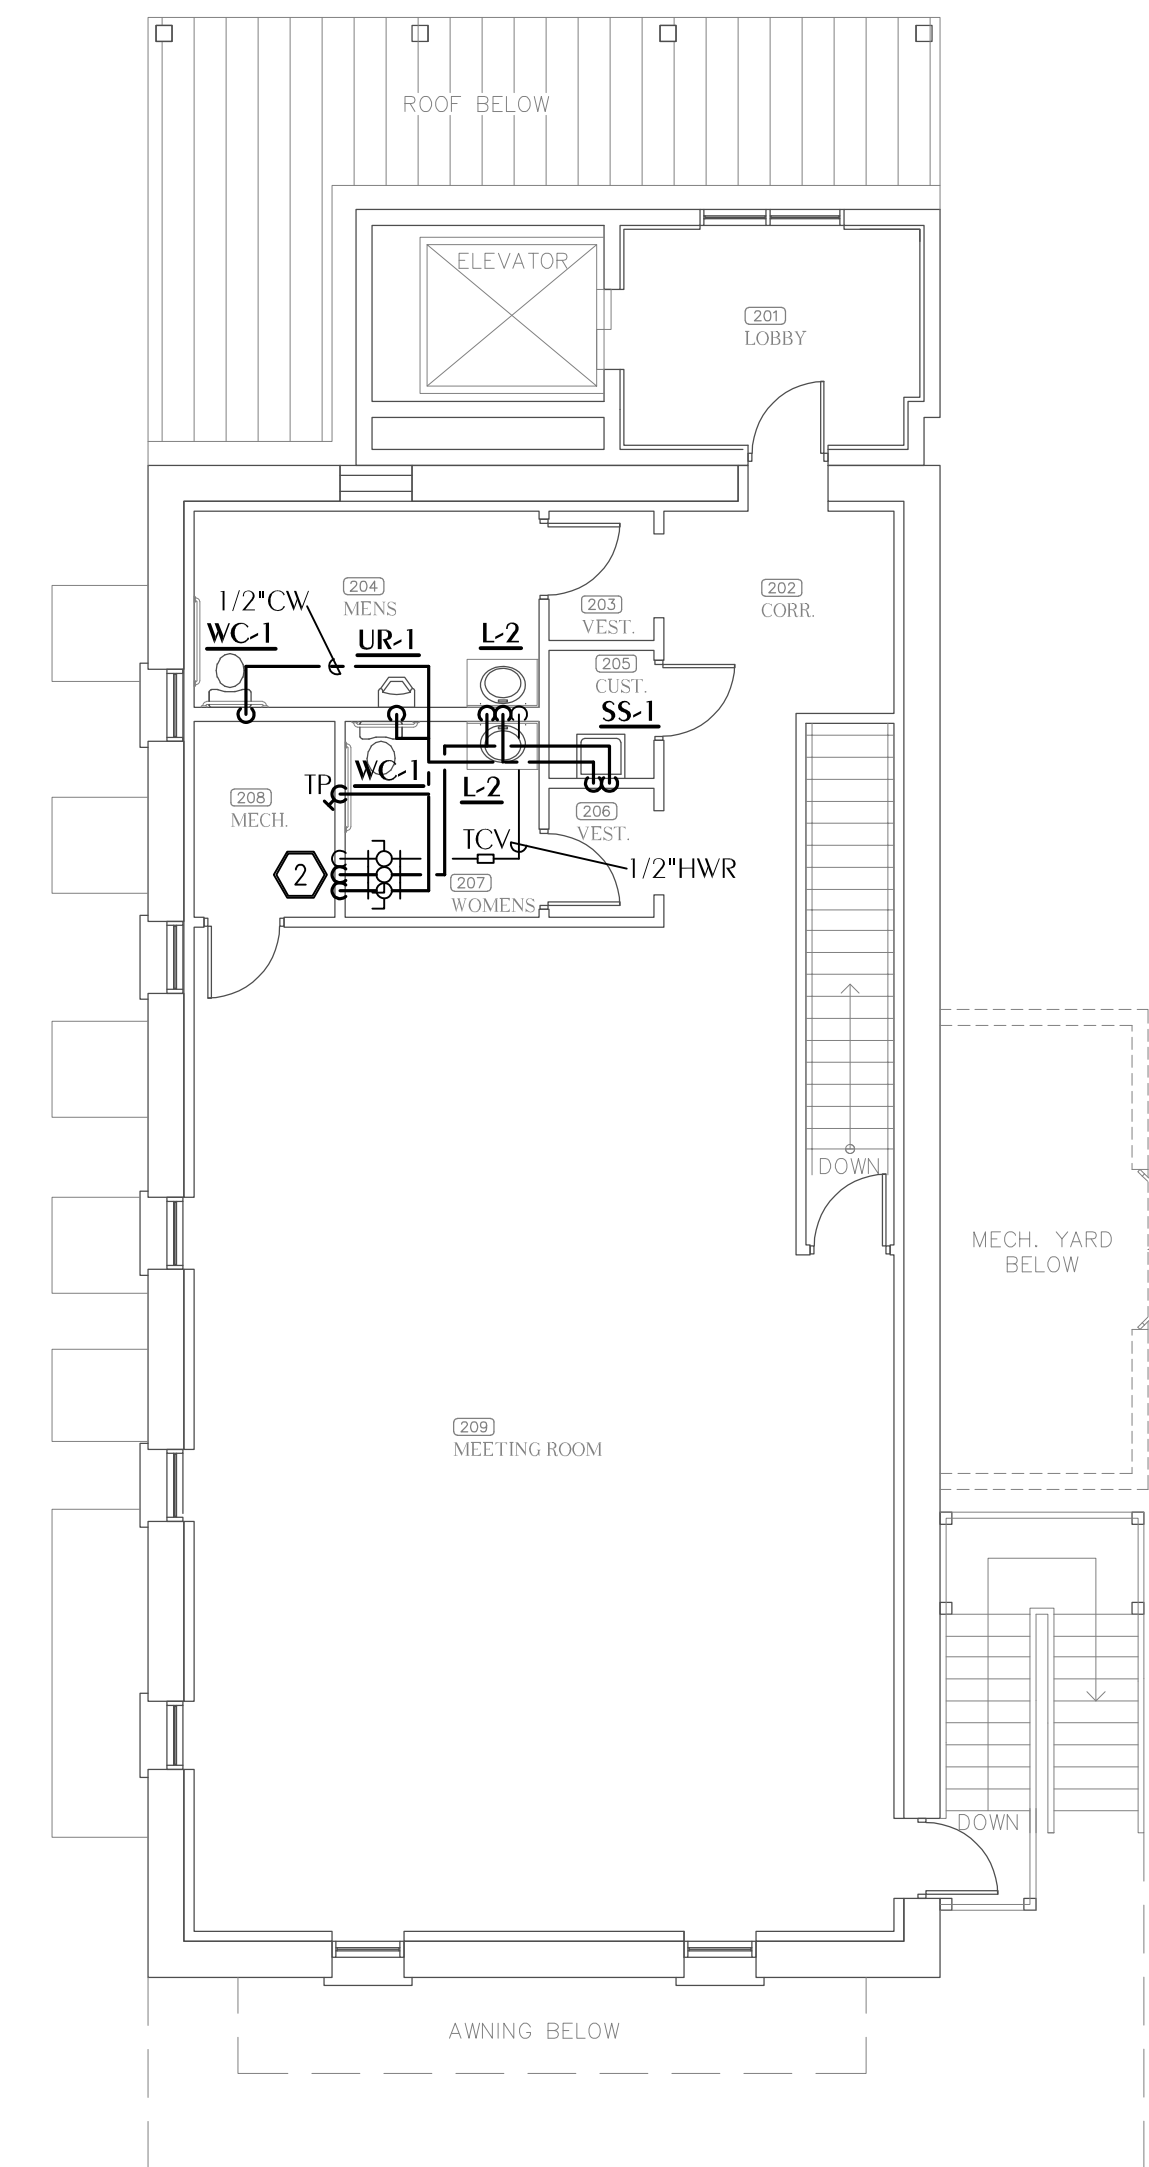 ROOF BELOW
ELEVATOR
201
LOBBY
204
MENS
1/2"CW
WC-1
UR-1
L-2
203
VEST.
202
CORR.
205
CUST.
SS-1
TP
WC-1
L-2
208
MECH.
206
VEST.
TCV
1/2"HWR
2
207
WOMENS
DOWN
MECH. YARD
BELOW
209
MEETING ROOM
DOWN
AWNING BELOW